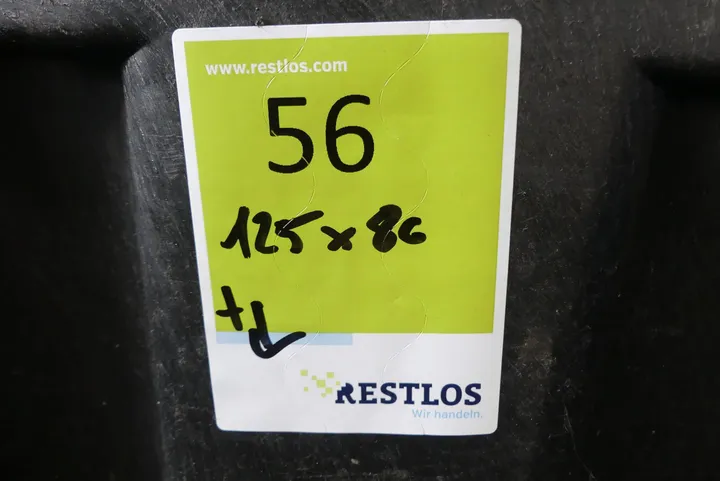 www.restlos.com
56
125 x 80
+
RESTLOS
Wir handeln.